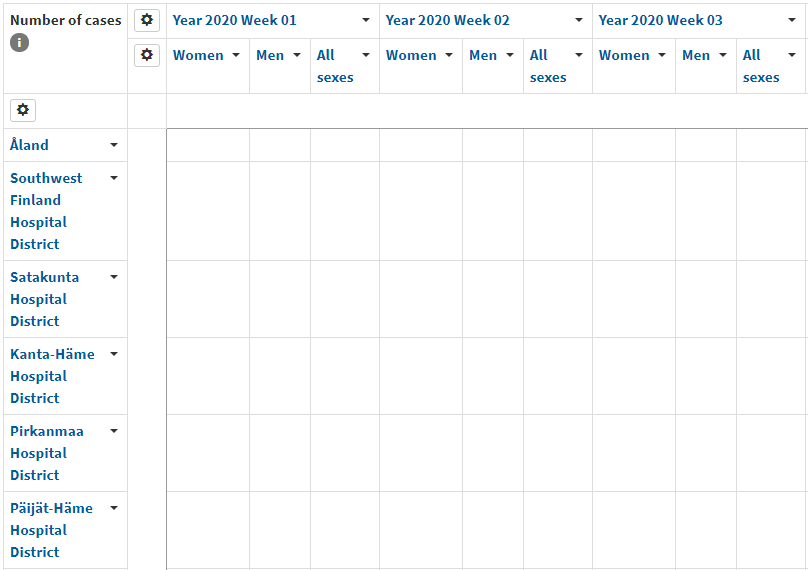 Number of cases
Year 2020 Week 01
Year 2020 Week 02
Year 2020 Week 03
i
Women
Men
All
sexes
Women
Men
All
sexes
Women
Men
All
sexes
Åland
Southwest
Finland
Hospital
District
Satakunta
Hospital
District
Kanta-Häme
Hospital
District
Pirkanmaa
Hospital
District
Päijät-Häme
Hospital
District